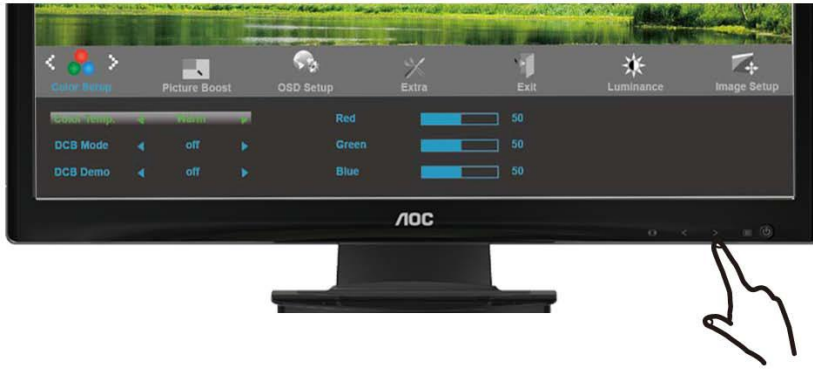 Color Setup
Picture Boost
OSD Setup
Extra
Exit
Luminance
Image Setup
Color Temp. Warm Red 50
DCB Mode off Green 50
DCB Demo off Blue 50
AOC